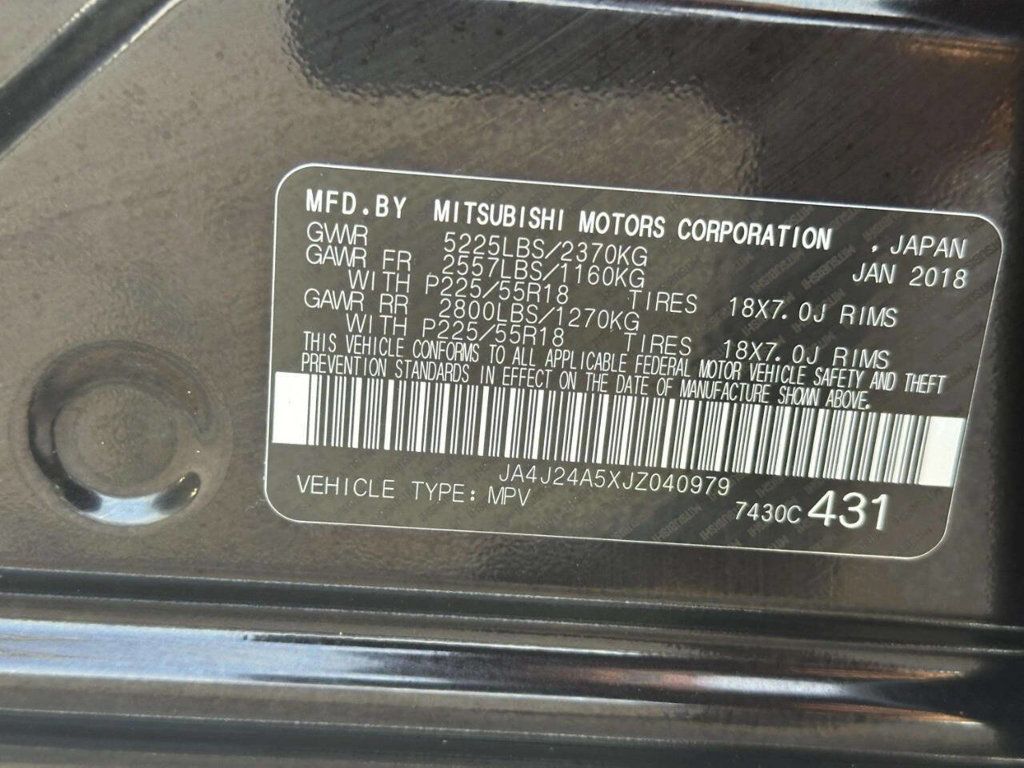 MFD.BY MITSUBISHI MOTORS CORPORATION , JAPAN
GVWR 5225LBS/2370KG JAN 2018
GAWR FR 2557LBS/1160KG
WITH P225/55R18 TIRES 18X7.0J RIMS
GAWR RR 2800LBS/1270KG
WITH P225/55R18 TIRES 18X7.0J RIMS
THIS VEHICLE CONFORMS TO ALL APPLICABLE FEDERAL MOTOR VEHICLE SAFETY AND THEFT
PREVENTION STANDARDS IN EFFECT ON THE DATE OF MANUFACTURE SHOWN ABOVE.
JA4J24A5XJZ040979
VEHICLE TYPE: MPV 7430C 431